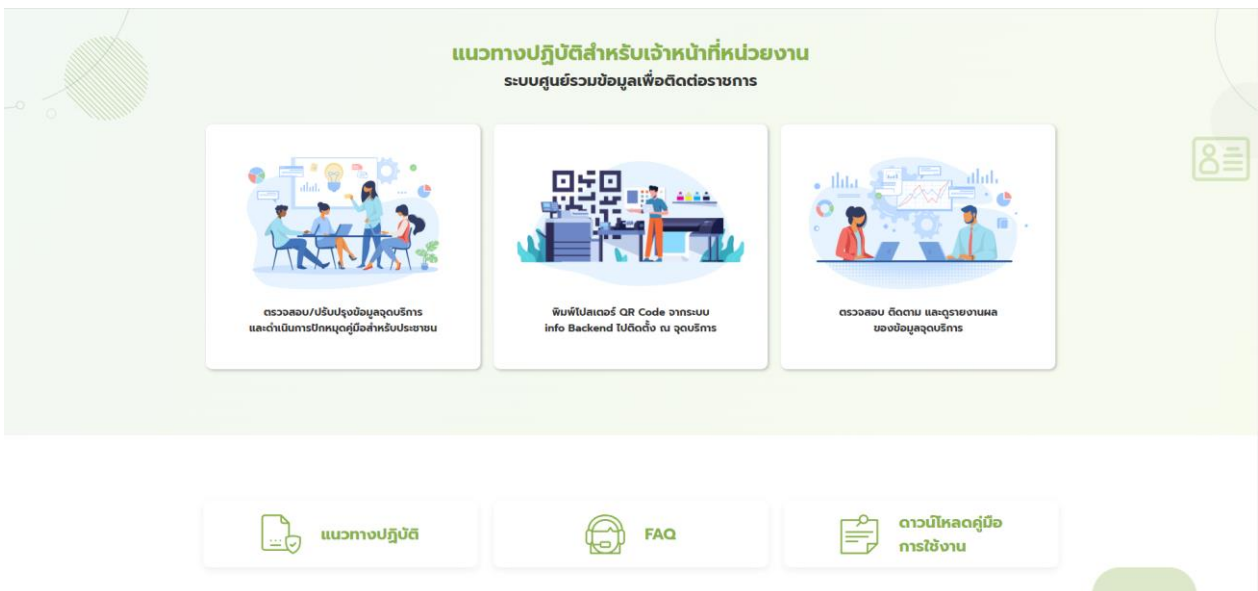 แนวทางปฏิบัติสำหรับเจ้าหน้าที่หน่วยงาน
ระบบศูนย์รวมข้อมูลเพื่อติดต่อราชการ
ตรวจสอบ/ปรับปรุงข้อมูลจุดบริการ
และดำเนินการปักหมุดคู่มือสำหรับประชาชน
พิมพ์โปสเตอร์ QR Code จากระบบ
info Backend ไปติดตั้ง ณ จุดบริการ
ตรวจสอบ ติดตาม และดูรายงานผล
ของข้อมูลจุดบริการ
แนวทางปฏิบัติ
FAQ
ดาวน์โหลดคู่มือ
การใช้งาน